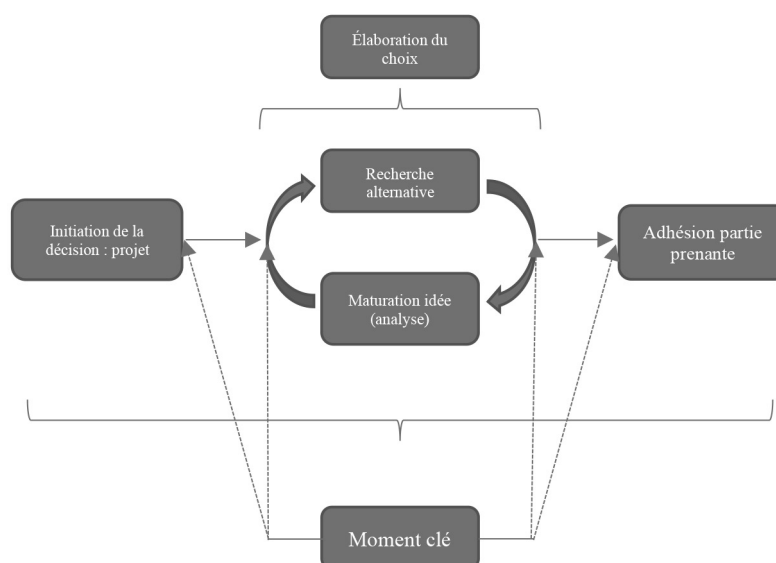 Élaboration du
choix
Recherche
alternative
Initiation de la
décision : projet
Adhésion partie
prenante
Maturation idée
(analyse)
Moment clé